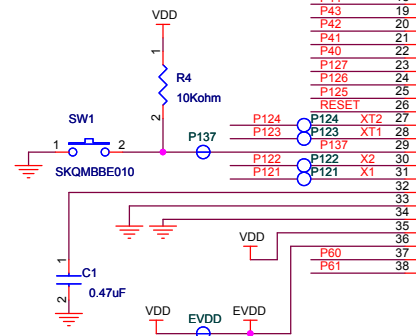 P43 19
VDD
P42 20
P41 21
P40 22
1
P127 23
R4
P126 24
10Kohm
P125 25
RESET 26
2
SW1
P124 P124 XT2 27
P123 P123 XT1 28
P137
1 2
P137 29
SKQMBBE010
P122 P122 X2 30
P121 P121 X1 31
32
33
34
35
VDD
36
P60 37
1
P61 38
C1
0.47uF
2
VDD EVDD EVDD